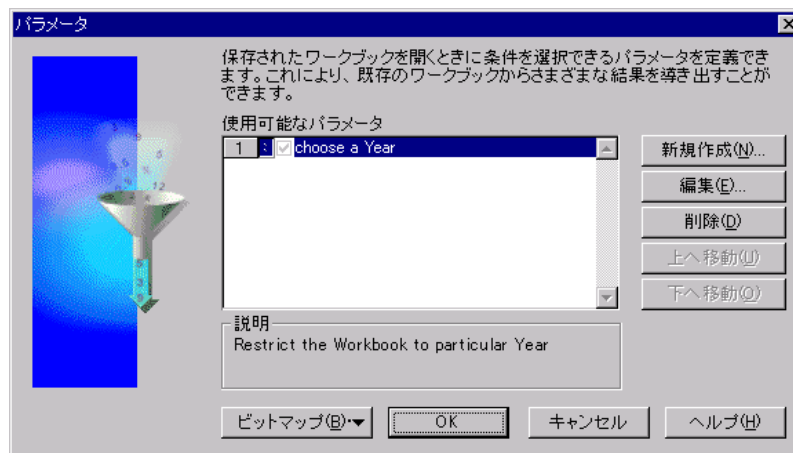 パラメータ
保存されたワークブックを開くときに条件を選択できるパラメータを定義でき
ます。これにより、既存のワークブックからさまざまな結果を導き出すことが
できます。
使用可能なパラメータ
1 choose a Year
新規作成(N)...
編集(E)...
削除(D)
上へ移動(U)
下へ移動(O)
説明
Restrict the Workbook to particular Year
ビットマップ(B) OK キャンセル ヘルプ(H)